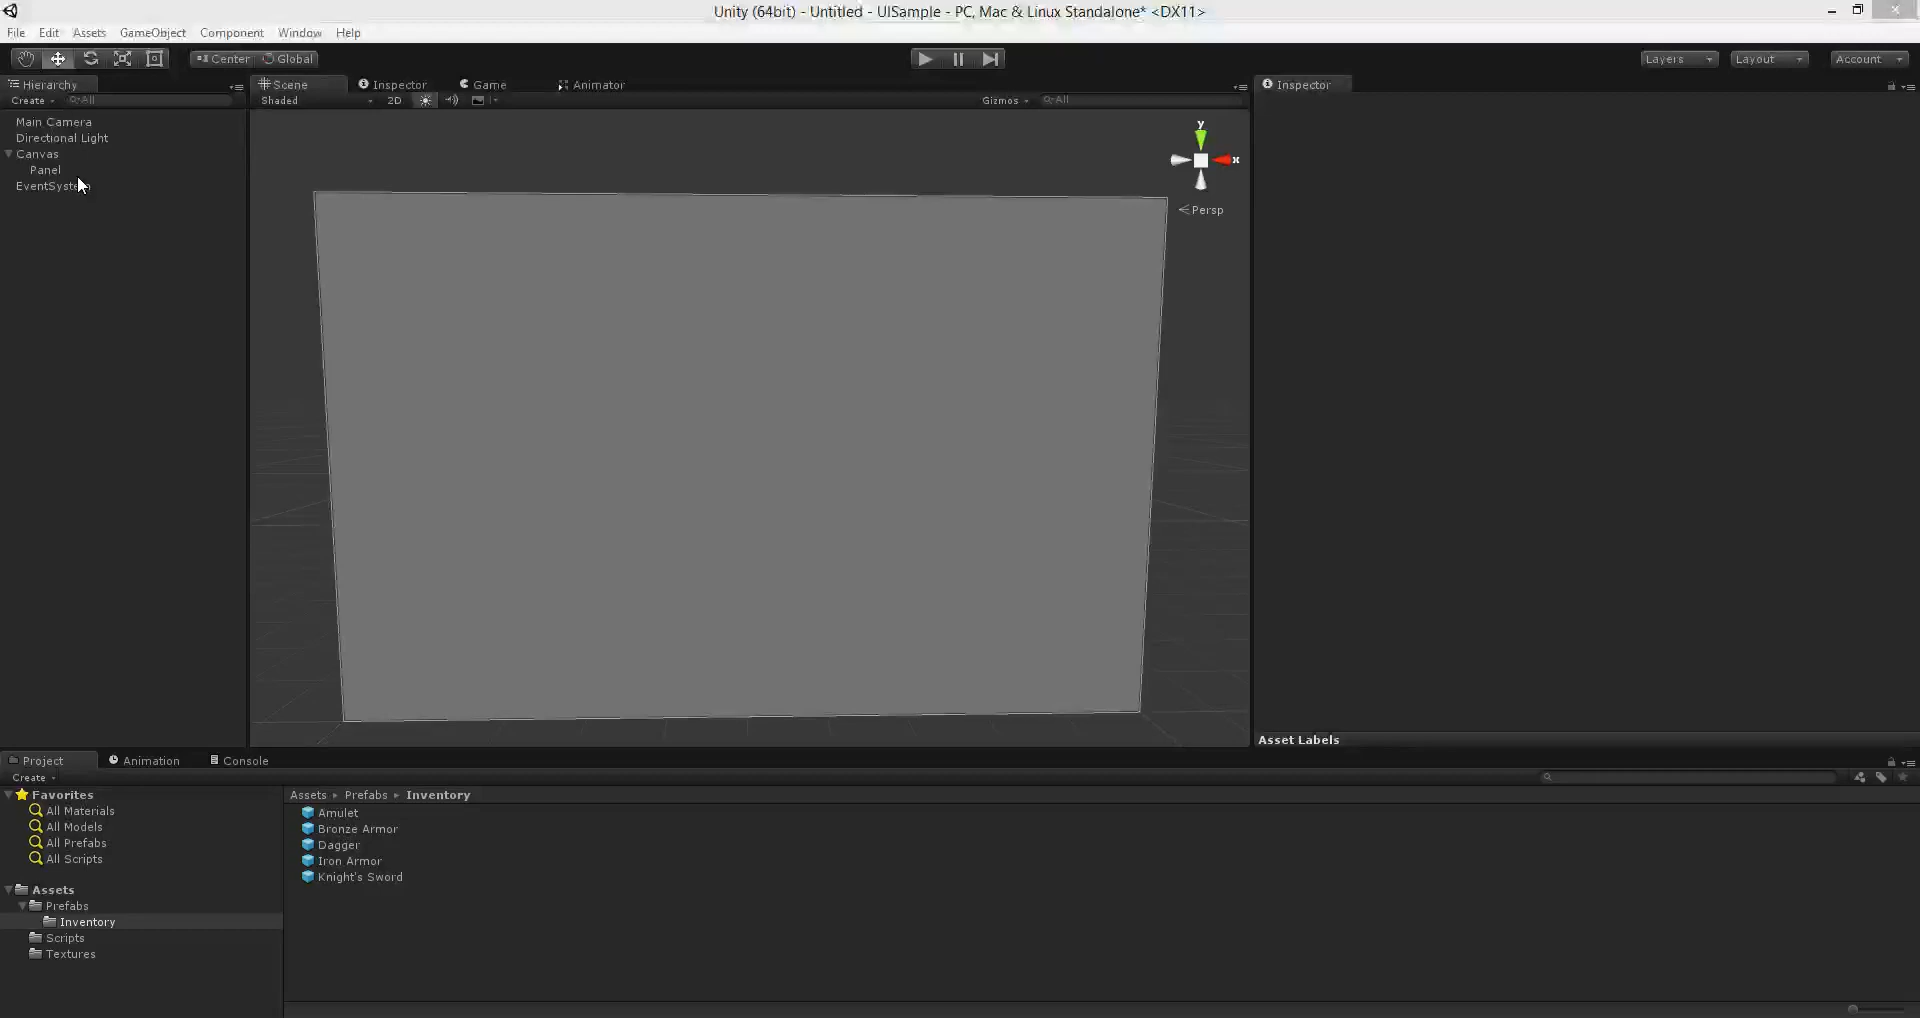 Unity (64bit) - Untitled - UISample - PC, Mac & Linux Standalone* <DX11>
File Edit Assets GameObject Component Window Help
Center Global Layers Layout Account
Hierarchy Scene Inspector Game Animator Inspector
Create All Shaded 2D Gizmos All
Main Camera
Directional Light
Canvas
Panel
EventSystem
y
x
Persp
Asset Labels
Project Animation Console
Create
Favorites
All Materials
All Models
All Prefabs
All Scripts
Assets
Prefabs
Inventory
Scripts
Textures
Assets Prefabs Inventory
Amulet
Bronze Armor
Dagger
Iron Armor
Knight's Sword